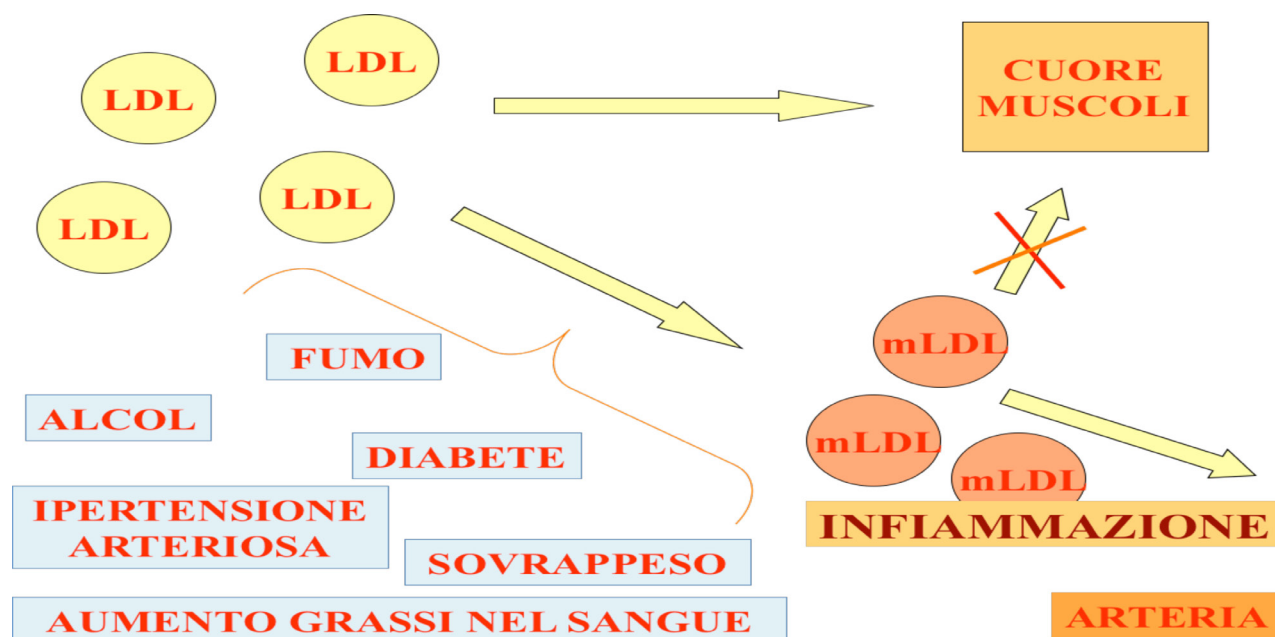 LDL
LDL
LDL
LDL
CUORE
MUSCOLI
FUMO
ALCOL
DIABETE
IPERTENSIONE
ARTERIOSA
SOVRAPPESO
AUMENTO GRASSI NEL SANGUE
mLDL
mLDL
mLDL
INFIAMMAZIONE
ARTERIA